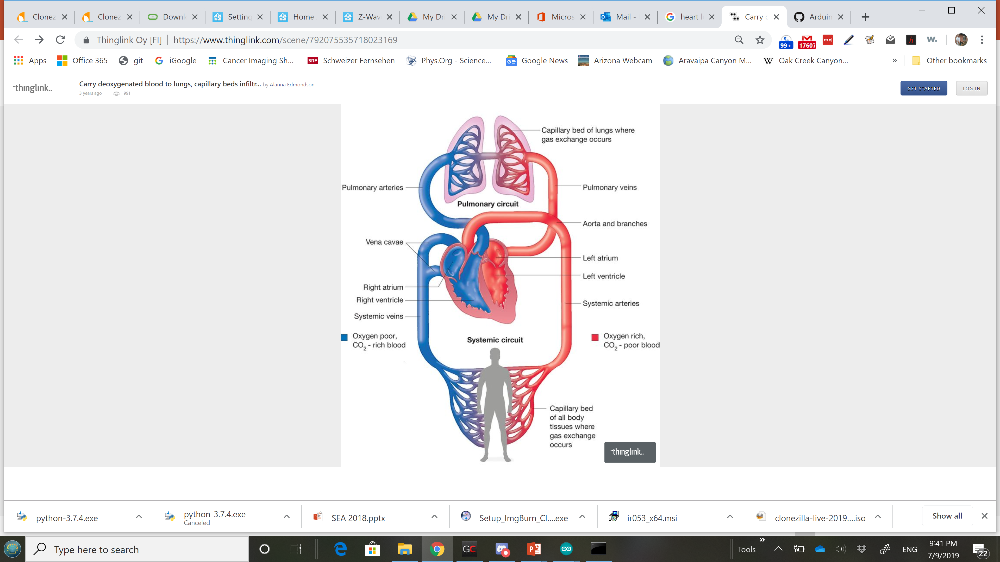 Clonez
Clonez
Downl
Setting
Home
Z-Wav
My Dri
My Dri
Micros
Mail -
heart l
Carry
Arduin
Thinglink Oy [FI]
https://www.thinglink.com/scene/792075535718023169
99+
17607
h
w.
Apps
Office 365
git
iGoogle
Cancer Imaging Sh...
SRF
Schweizer Fernsehen
Phys.Org - Science...
GE
Google News
Arizona Webcam
Aravaipa Canyon M...
W
Oak Creek Canyon...
»
Other bookmarks
¨thınglınk..
Carry deoxygenated blood to lungs, capillary beds infiltr... by Alanna Edmondson
3 years ago 991
GET STARTED
LOG IN
Capillary bed of lungs where
gas exchange occurs
Pulmonary arteries
Pulmonary veins
Pulmonary circuit
Aorta and branches
Vena cavae
Left atrium
Left ventricle
Right atrium
Right ventricle
Systemic arteries
Systemic veins
Oxygen poor,
CO₂ - rich blood
Systemic circuit
Oxygen rich,
CO₂ - poor blood
Capillary bed
of all body
tissues where
gas exchange
occurs
¨thınglınk..
python-3.7.4.exe
python-3.7.4.exe
Canceled
SEA 2018.pptx
Setup_ImgBurn_Cl....exe
ir053_x64.msi
clonezilla-live-2019....iso
Show all
Type here to search
GC
Tools
»
ENG
9:41 PM
7/9/2019
22